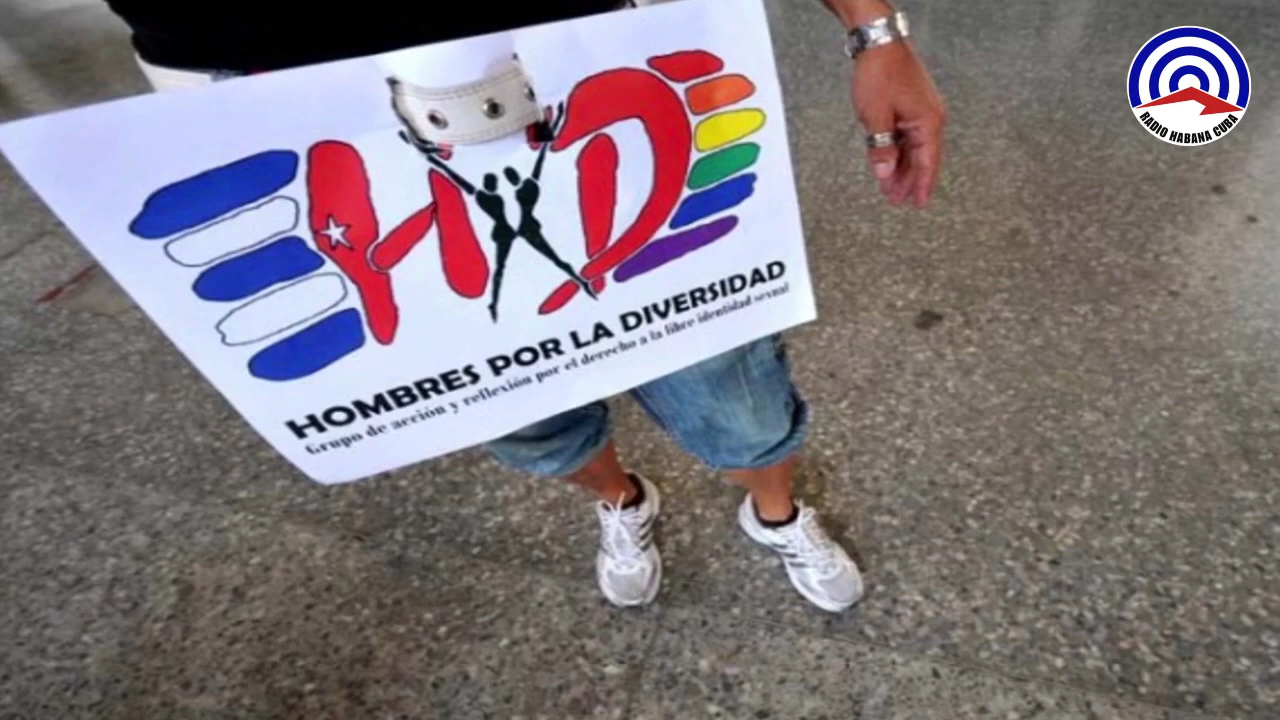 HXD
HOMBRES POR LA DIVERSIDAD
Grupo de acción y reflexión por el derecho a la libre identidad sexual
RADIO HABANA CUBA